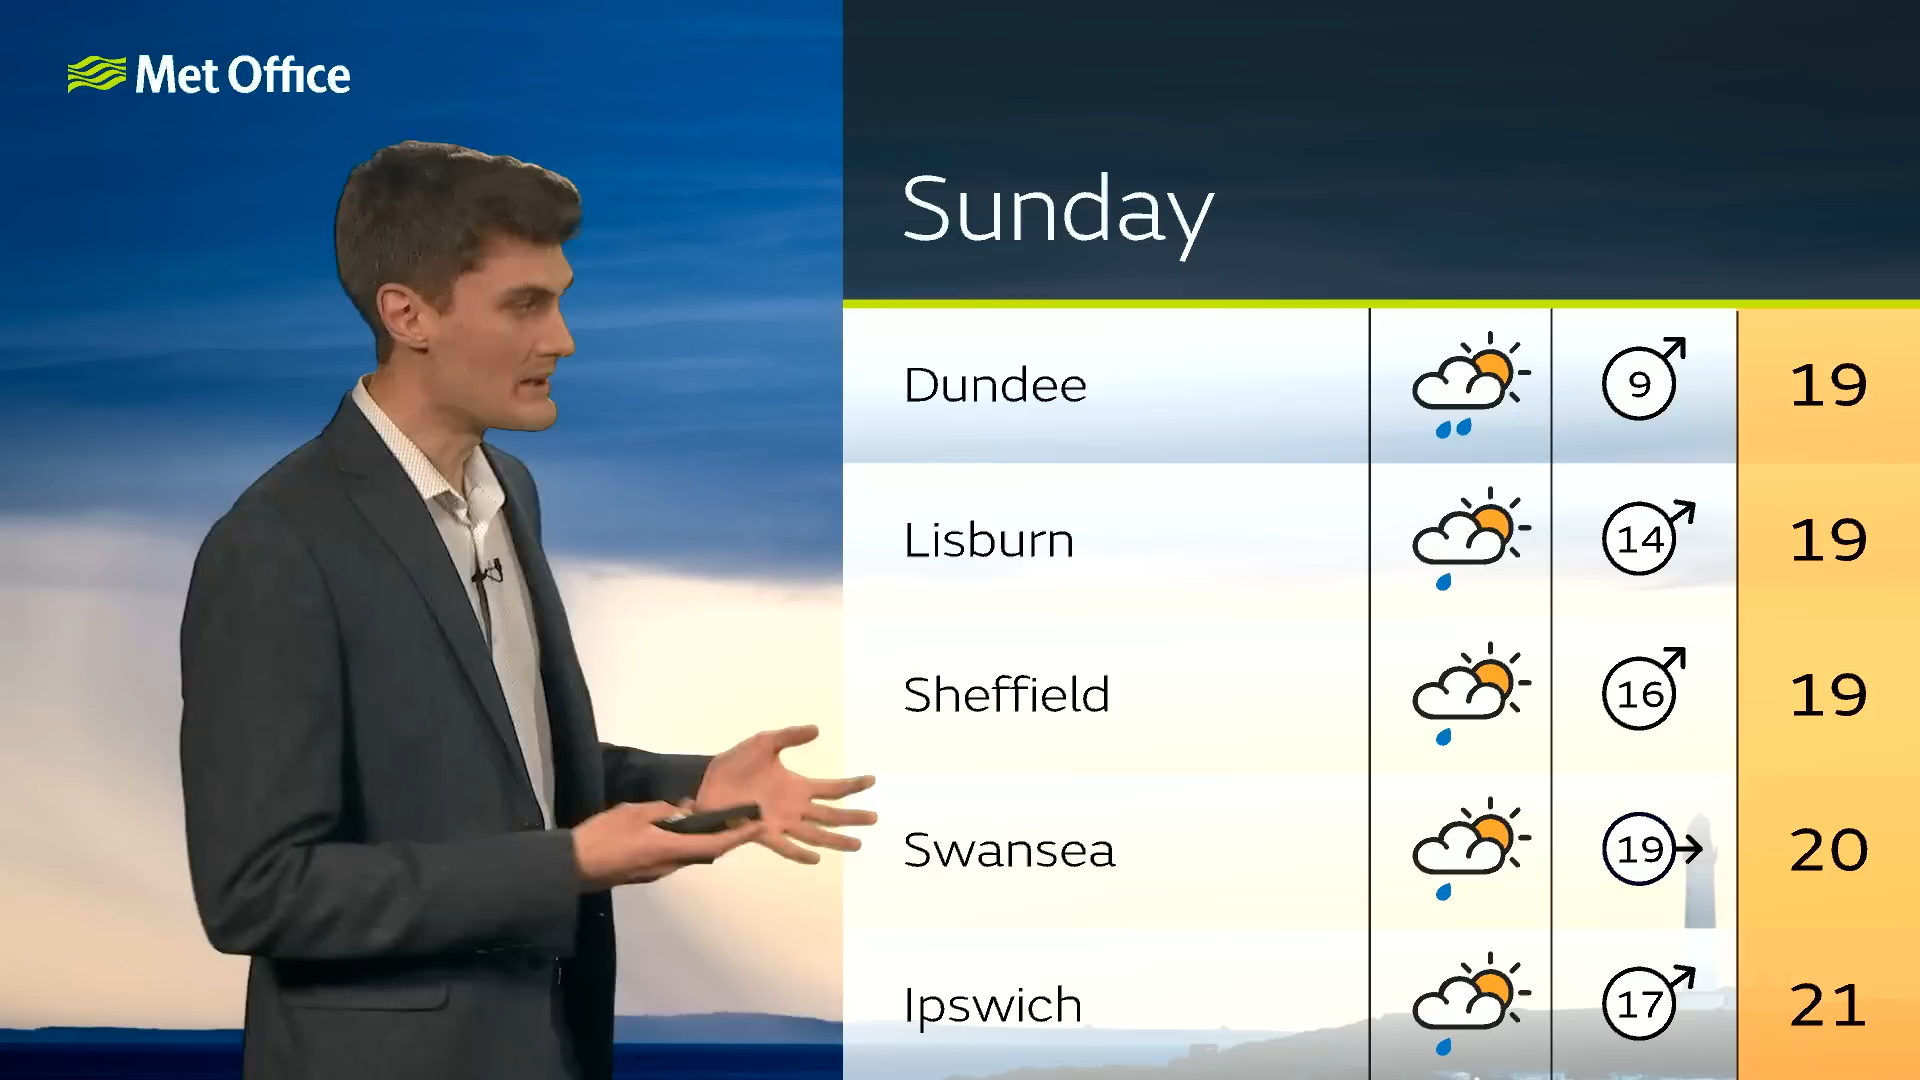 Met Office
Sunday
Dundee 9 19
Lisburn 14 19
Sheffield 16 19
Swansea 19 20
Ipswich 17 21